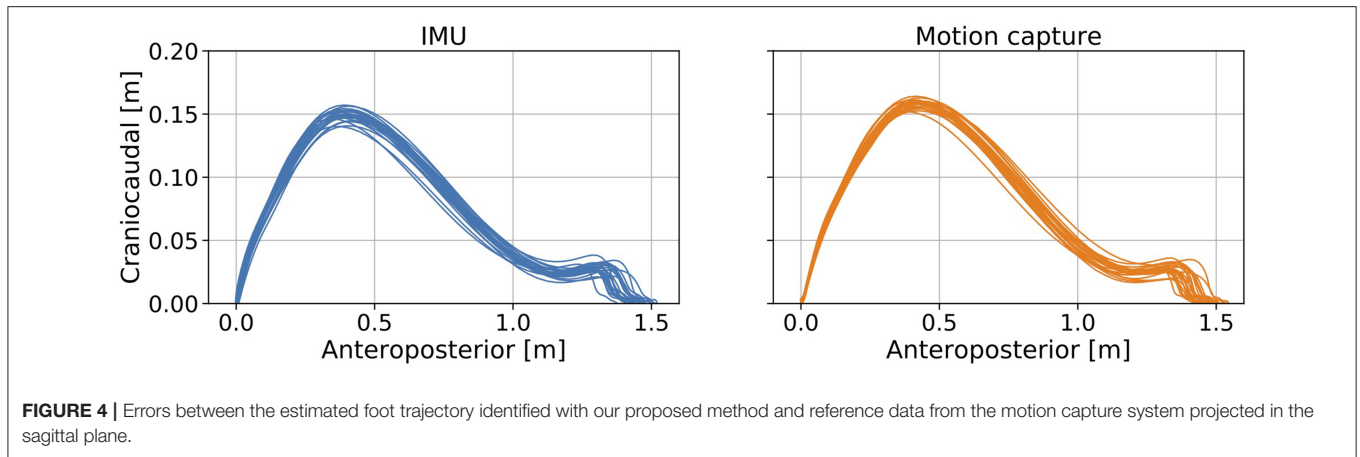 IMU
Motion capture
0.20
0.15
0.10
0.05
0.00
Craniocaudal [m]
0.0 0.5 1.0 1.5
0.0 0.5 1.0 1.5
Anteroposterior [m]
Anteroposterior [m]
FIGURE 4 | Errors between the estimated foot trajectory identified with our proposed method and reference data from the motion capture system projected in the
sagittal plane.